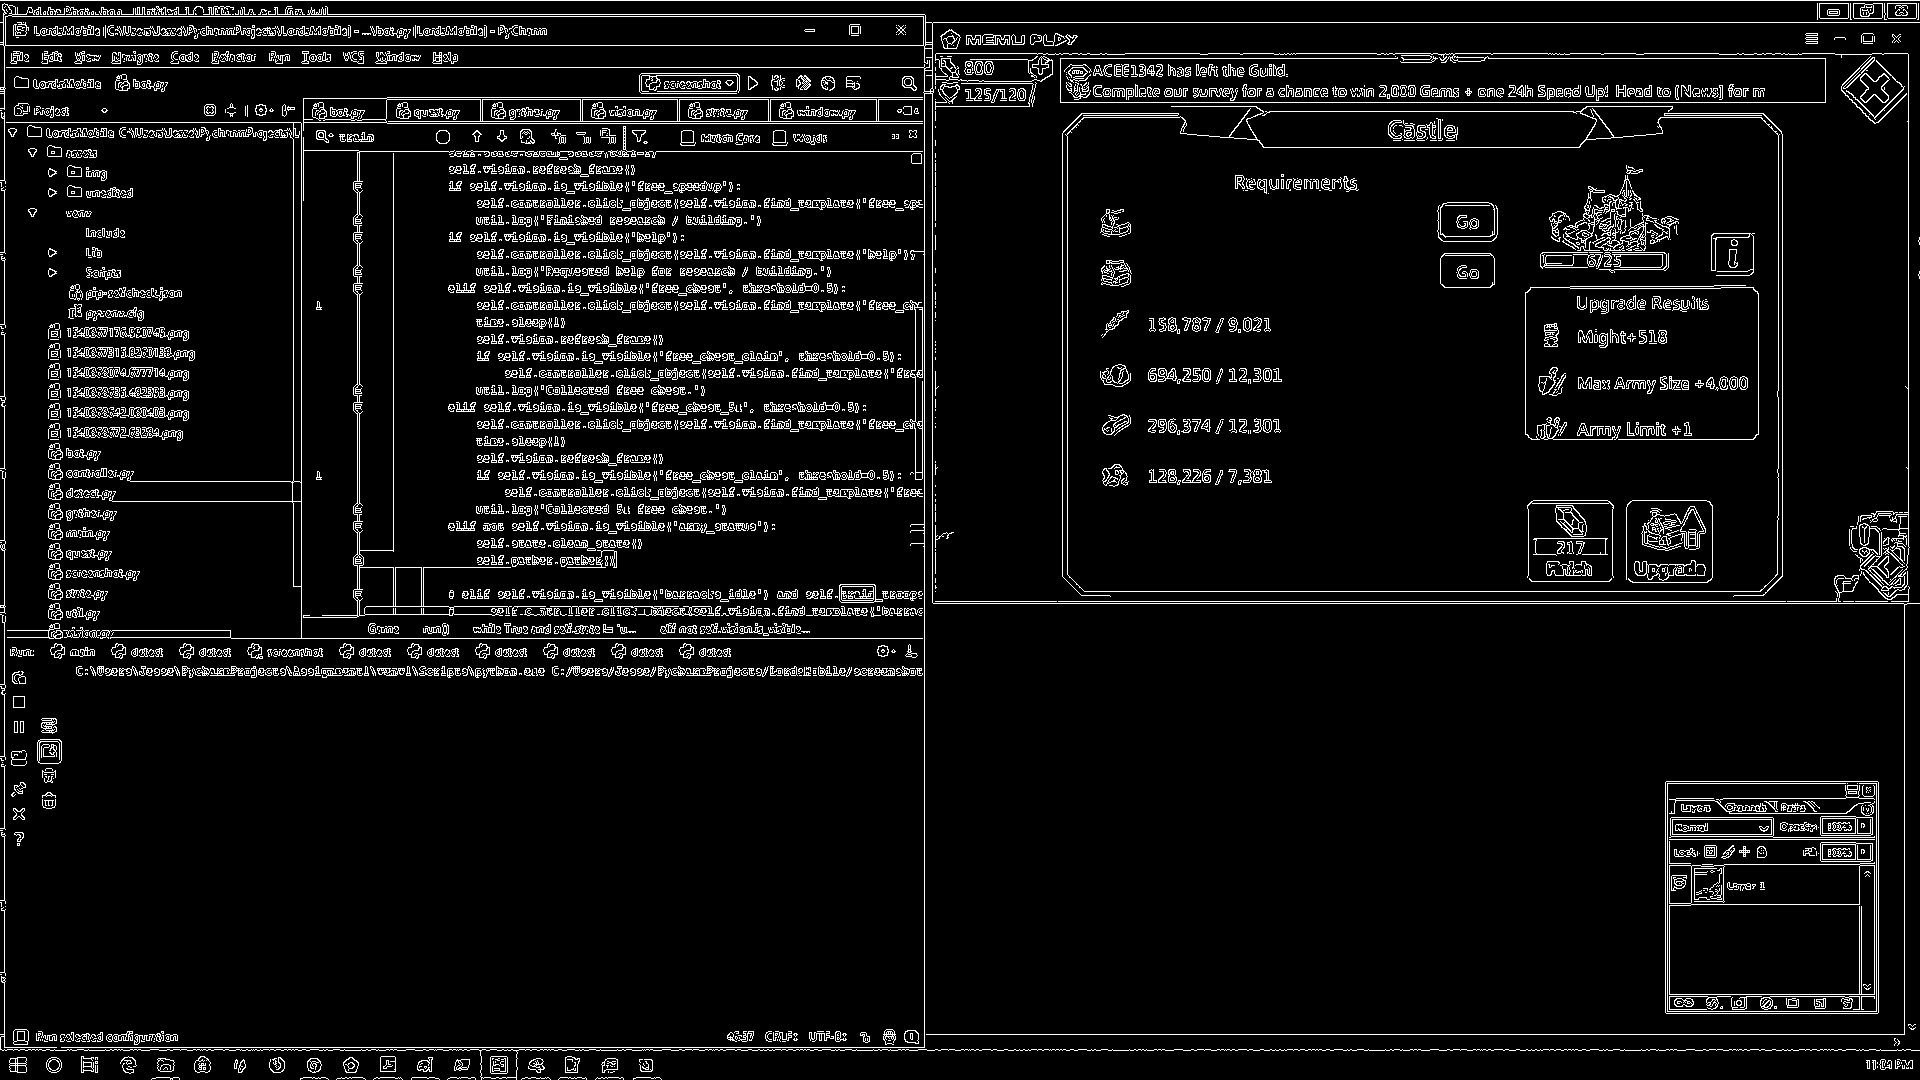 LordsMobile [C:\Users\Jesse\PycharmProjects\LordsMobile] - ...\bot.py [LordsMobile] - PyCharm
File Edit View Navigate Code Refactor Run Tools VCS Window Help
LordsMobile bot.py
screenshot
Project
bot.py quest.py gather.py vision.py state.py window.py
LordsMobile C:\Users\Jesse\PycharmProjects\L
train
Match Case Words
assets
img
unedited
venv
Include
Lib
Scripts
pip-selfcheck.json
pyvenv.cfg
bot.py
controller.py
detect.py
gather.py
main.py
quest.py
screenshot.py
state.py
util.py
vision.py
self.vision.refresh_frame()
if self.vision.is_visible('free_speedup'):
self.controller.click_object(self.vision.find_template('free_spe
util.log('Finished research / building.')
if self.vision.is_visible('help'):
self.controller.click_object(self.vision.find_template('help'))
util.log('Requested help for research / building.')
elif self.vision.is_visible('free_chest', threshold=0.5):
self.controller.click_object(self.vision.find_template('free_che
time.sleep(1)
self.vision.refresh_frame()
if self.vision.is_visible('free_chest_claim', threshold=0.5):
self.controller.click_object(self.vision.find_template('free
util.log('Collected free chest.')
elif self.vision.is_visible('free_chest_5u', threshold=0.5):
self.controller.click_object(self.vision.find_template('free_che
time.sleep(1)
self.vision.refresh_frame()
if self.vision.is_visible('free_chest_claim', threshold=0.5):
self.controller.click_object(self.vision.find_template('free
util.log('Collected 5u free chest.')
elif not self.vision.is_visible('army_status'):
self.state.clean_state()
self.gather.gather()
# elif self.vision.is_visible('barracks_idle') and self.train_troops
self.controller.click_object(self.vision.find_template('barrac
Game run() while True and self.state != 'u... elif not self.vision.is_visible...
Run: main detect detect screenshot detect detect detect detect detect detect
C:\Users\Jesse\PycharmProjects\Assignment1\venv1\Scripts\python.exe C:/Users/Jesse/PycharmProjects/LordsMobile/screenshot
Run selected configuration
46:37 CRLF: UTF-8:
MEMU PLAY
800
125/120
ACEE1342 has left the Guild.
Complete our survey for a chance to win 2,000 Gems + one 24h Speed Up! Head to [News] for m
Castle
Requirements
Go
Go
158,787 / 9,021
694,250 / 12,301
296,374 / 12,301
128,226 / 7,381
6/25
i
Upgrade Results
Might+518
Max Army Size +4,000
Army Limit +1
217
Finish
Upgrade
Layers Channels Paths
Normal Opacity: 100%
Lock: Fill: 100%
Layer 1
11:04 PM